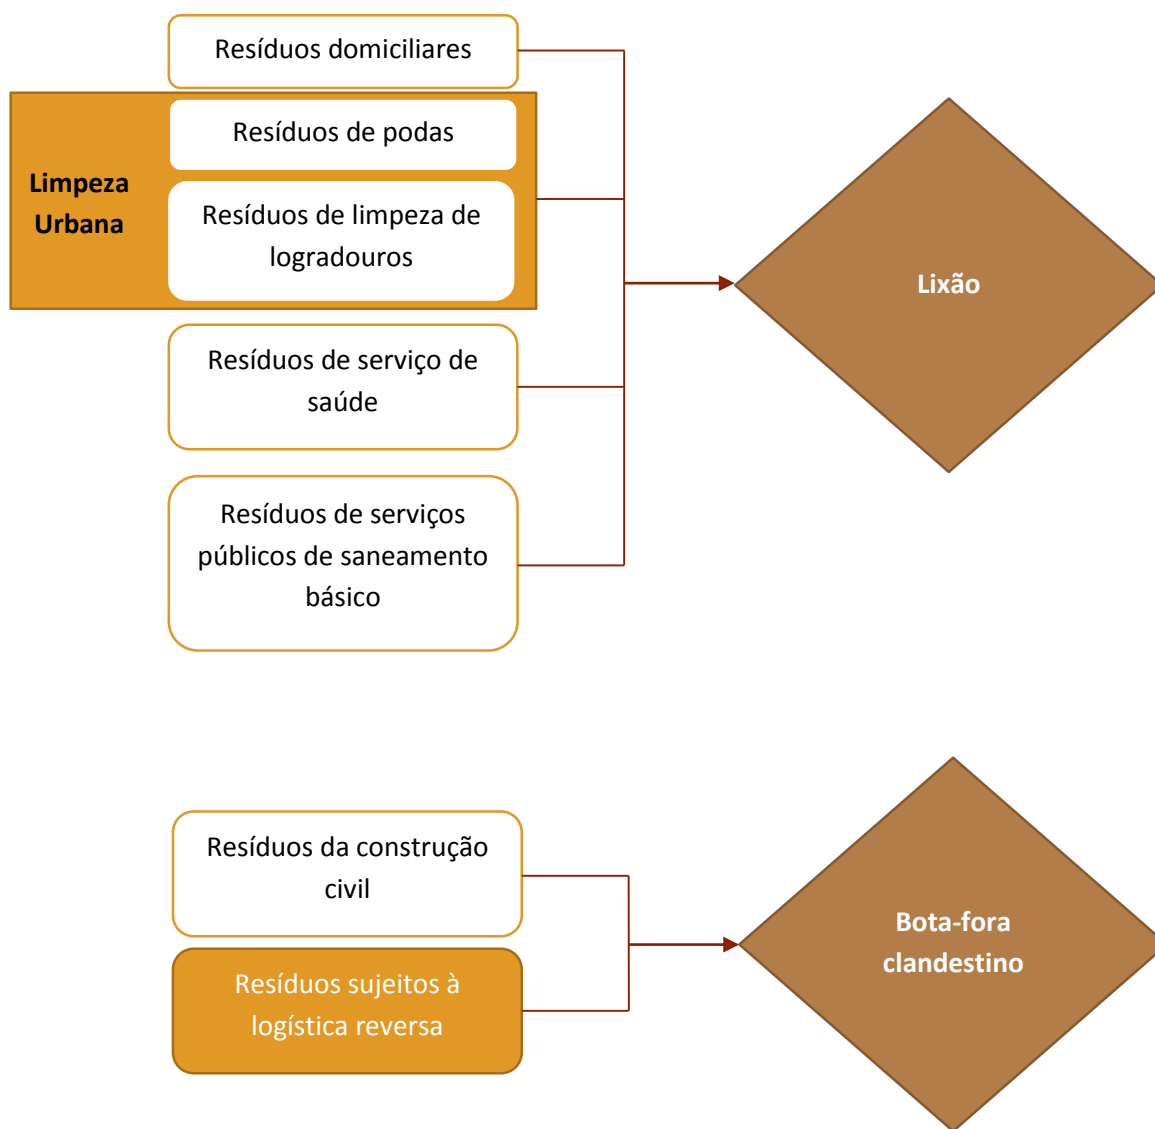 Resíduos domiciliares
Limpeza
Urbana
Resíduos de podas
Resíduos de limpeza de
logradouros
Resíduos de serviço de
saúde
Resíduos de serviços
públicos de saneamento
básico
Lixão
Resíduos da construção
civil
Resíduos sujeitos à
logística reversa
Bota-fora
clandestino